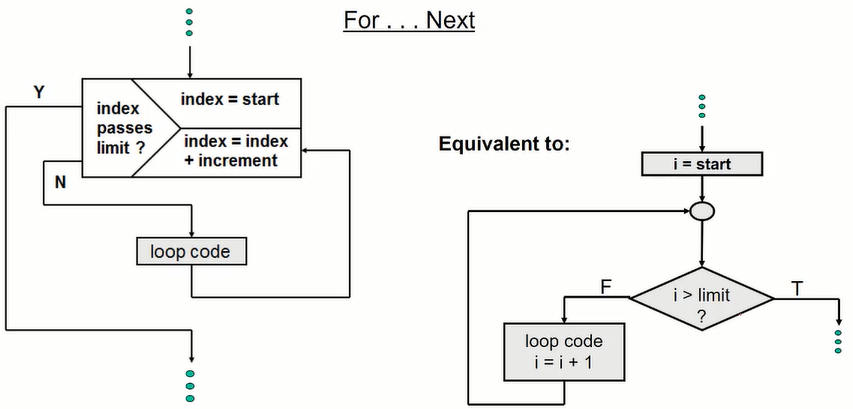 For . . . Next
Y
index
passes
limit ?
index = start
index = index
+ increment
N
loop code
Equivalent to:
i = start
i > limit
?
F
T
loop code
i = i + 1